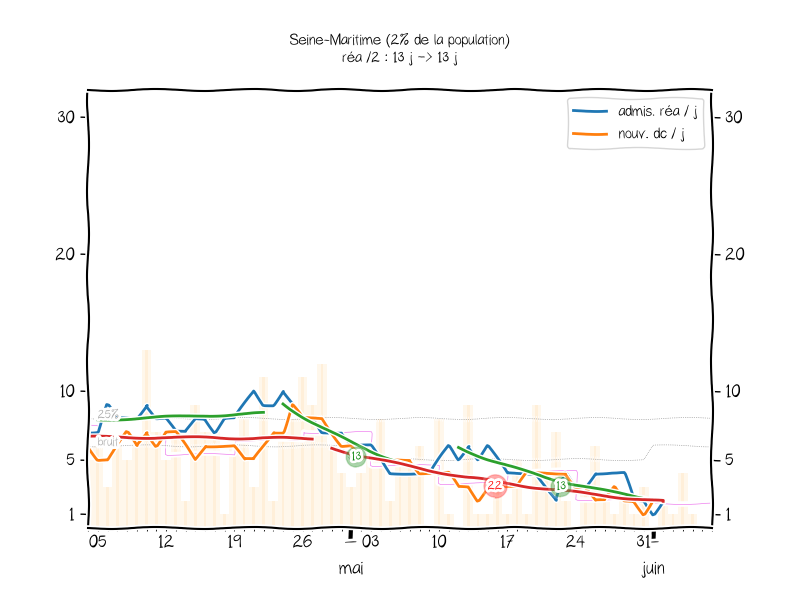 Seine-Maritime (2% de la population)
réa /2 : 13 j -> 13 j
admis. réa / j
nouv. dc / j
30
30
20
20
10
10
25%
bruit
5
5
13
22
13
1
1
05 12 19 26 03 10 17 24 31
mai juin